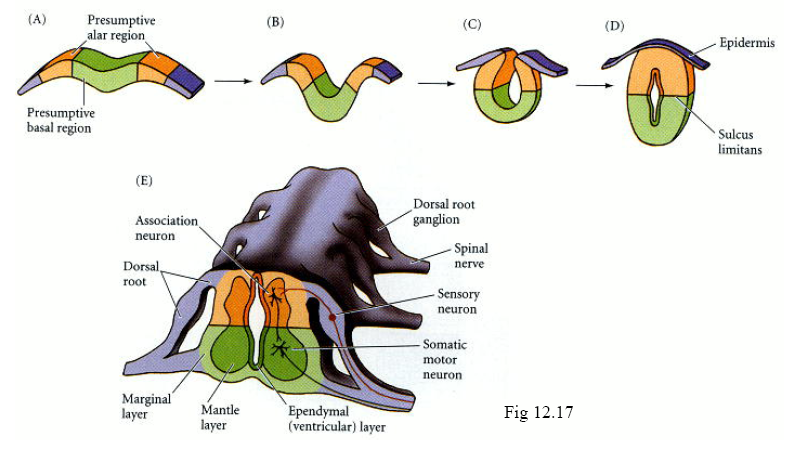 (A)
Presumptive
alar region
(B)
(C)
(D)
Epidermis
Presumptive
basal region
Sulcus
limitans
(E)
Association
neuron
Dorsal root
ganglion
Dorsal
root
Spinal
nerve
Sensory
neuron
Somatic
motor
neuron
Marginal
layer
Mantle
layer
Ependymal
(ventricular) layer
Fig 12.17